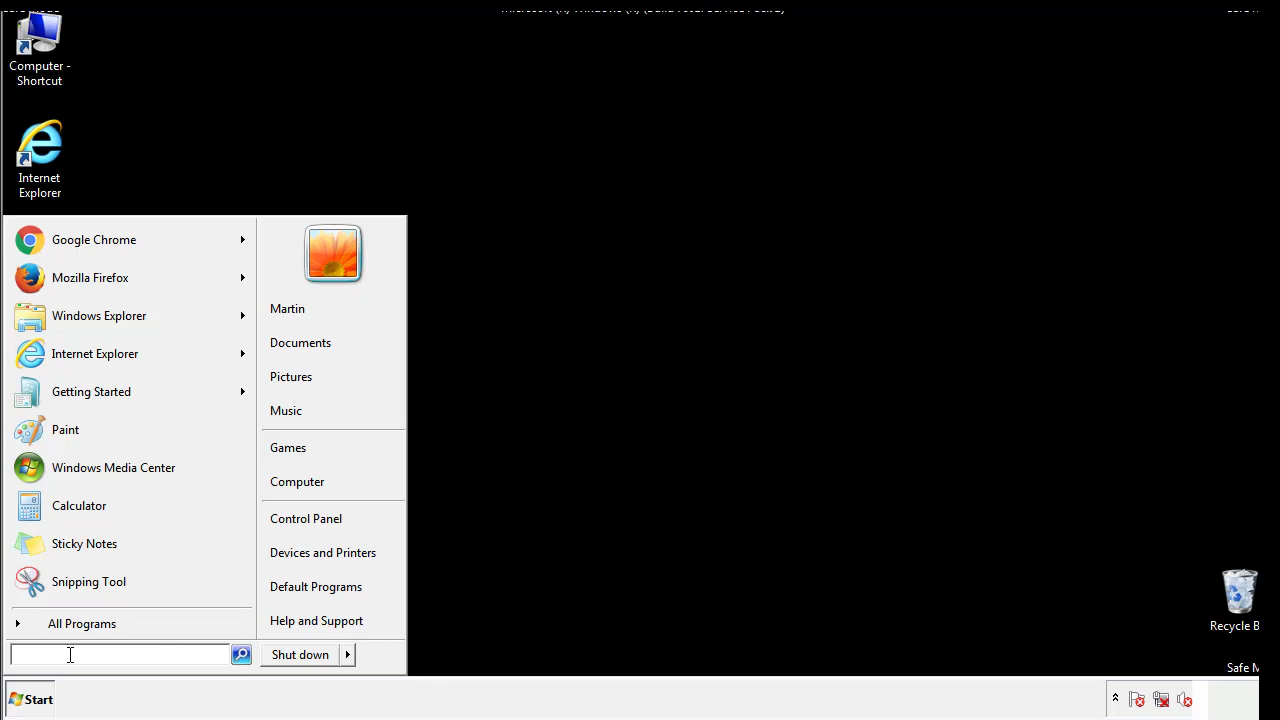 Computer -
Shortcut
Internet
Explorer
Google Chrome
Mozilla Firefox
Windows Explorer
Internet Explorer
Getting Started
Paint
Windows Media Center
Calculator
Sticky Notes
Snipping Tool
All Programs
Martin
Documents
Pictures
Music
Games
Computer
Control Panel
Devices and Printers
Default Programs
Help and Support
Shut down
Recycle B
Safe M
Start